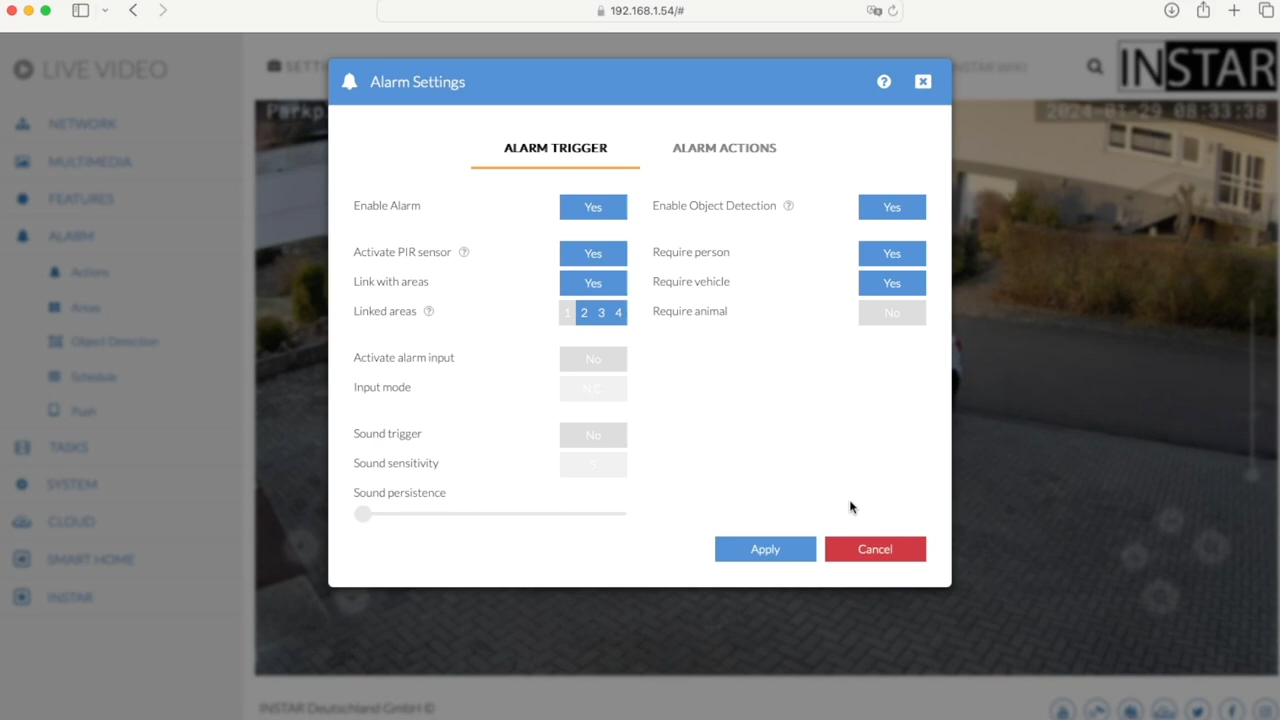 192.168.1.54/#
LIVE VIDEO
INSTAR WIKI
INSTAR
Alarm Settings
2024-01-29 08:33:38
NETWORK
MULTIMEDIA
FEATURES
ALARM
Actions
Areas
Object Detection
Schedule
Push
TASKS
SYSTEM
CLOUD
SMART HOME
INSTAR
ALARM TRIGGER
ALARM ACTIONS
Enable Alarm Yes
Enable Object Detection ? Yes
Activate PIR sensor ? Yes
Require person Yes
Link with areas Yes
Require vehicle Yes
Linked areas ? 1 2 3 4
Require animal No
Activate alarm input No
Input mode N.C.
Sound trigger No
Sound sensitivity 5
Sound persistence
Apply
Cancel
INSTAR Deutschland GmbH ©